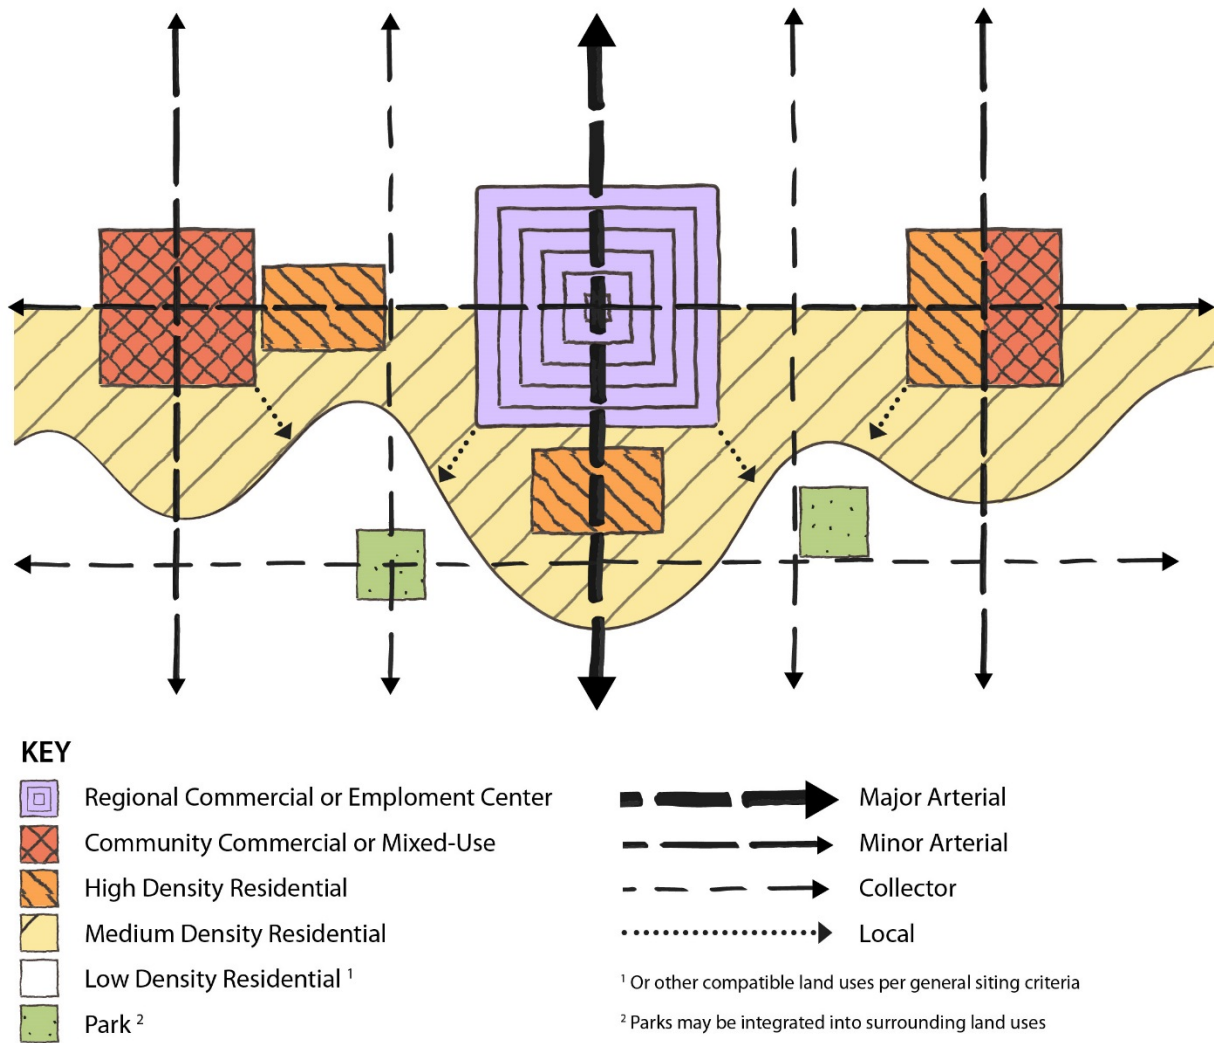 KEY
Regional Commercial or Emploment Center
Community Commercial or Mixed-Use
High Density Residential
Medium Density Residential
Low Density Residential ¹
Park ²
Major Arterial
Minor Arterial
Collector
Local
¹ Or other compatible land uses per general siting criteria
² Parks may be integrated into surrounding land uses